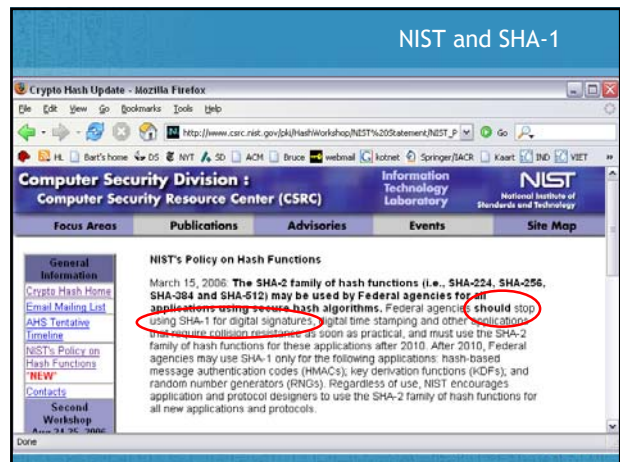 NIST and SHA-1
Crypto Hash Update - Mozilla Firefox
File Edit View Go Bookmarks Tools Help
http://www.csrc.nist.gov/pki/HashWorkshop/NIST%20Statement/NIST_P
Go
HL Bart's home DS NYT SD ACM Bruce webmail kotnet Springer/IACR Kaart IND VIET »
Computer Security Division :
Computer Security Resource Center (CSRC)
Information
Technology
Laboratory
NIST
National Institute of
Standards and Technology
Focus Areas Publications Advisories Events Site Map
General
Information
Crypto Hash Home
Email Mailing List
AHS Tentative
Timeline
NIST's Policy on
Hash Functions
*NEW*
Contacts
Second
Workshop
Aug 24-25, 2006
NIST's Policy on Hash Functions
March 15, 2006: The SHA-2 family of hash functions (i.e., SHA-224, SHA-256,
SHA-384 and SHA-512) may be used by Federal agencies for all
applications using secure hash algorithms. Federal agencies should stop
using SHA-1 for digital signatures, digital time stamping and other applications
that require collision resistance as soon as practical, and must use the SHA-2
family of hash functions for these applications after 2010. After 2010, Federal
agencies may use SHA-1 only for the following applications: hash-based
message authentication codes (HMACs); key derivation functions (KDFs); and
random number generators (RNGs). Regardless of use, NIST encourages
application and protocol designers to use the SHA-2 family of hash functions for
all new applications and protocols.
Done